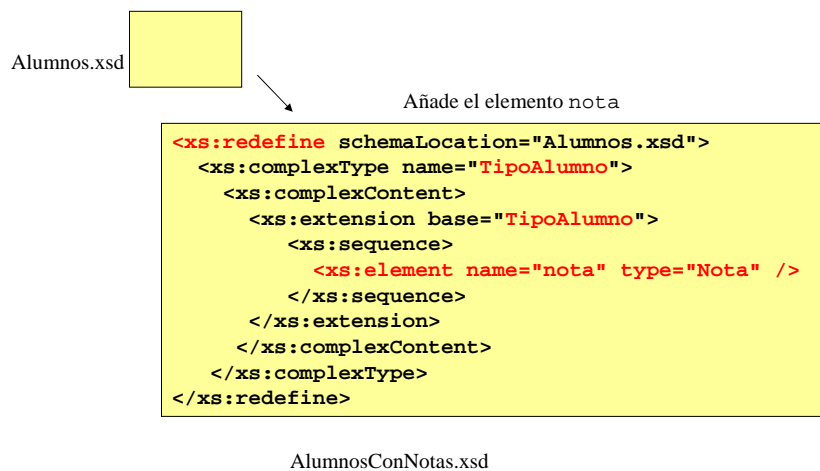 Alumnos.xsd
Añade el elemento nota
<xs:redefine schemaLocation="Alumnos.xsd">
<xs:complexType name="TipoAlumno">
<xs:complexContent>
<xs:extension base="TipoAlumno">
<xs:sequence>
<xs:element name="nota" type="Nota" />
</xs:sequence>
</xs:extension>
</xs:complexContent>
</xs:complexType>
</xs:redefine>
AlumnosConNotas.xsd